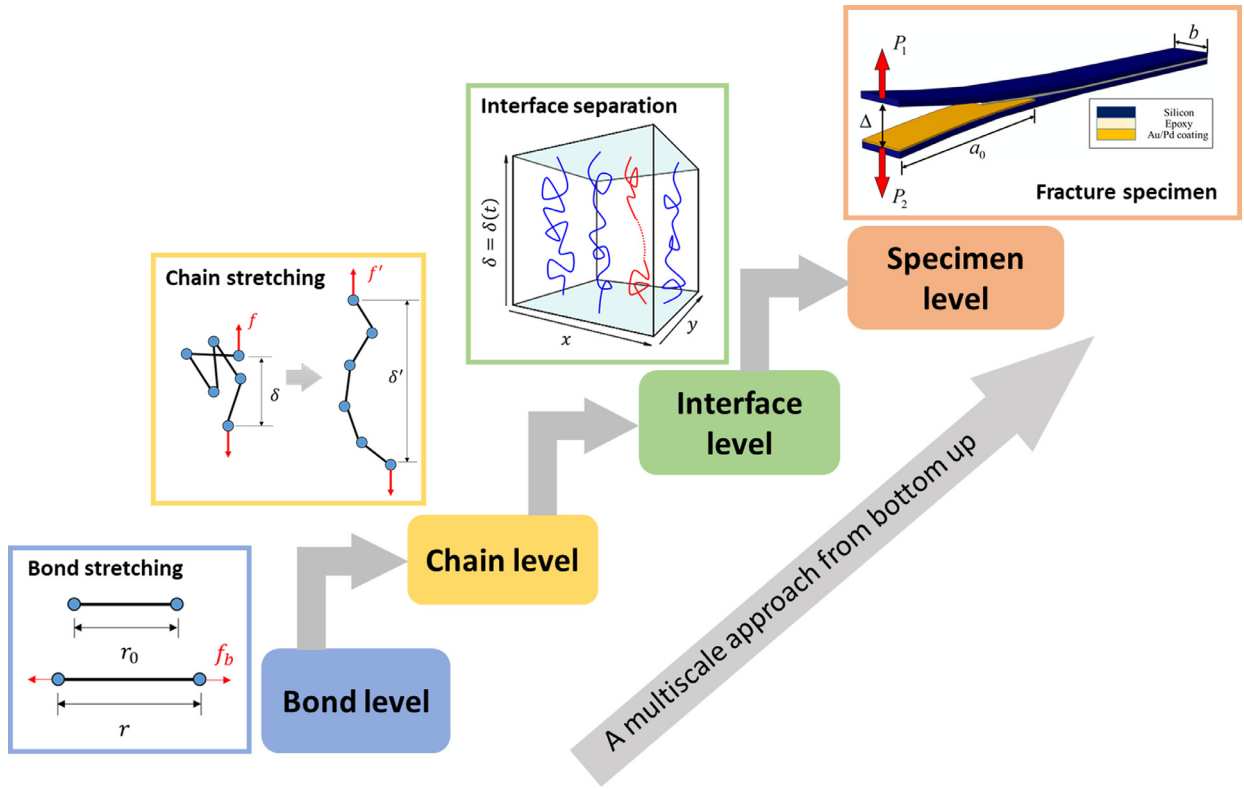 P₁
b
Δ
a₀
P₂
Silicon
Epoxy
Au/Pd coating
Fracture specimen
Specimen
level
Interface separation
δ = δ(t)
x
y
Interface
level
Chain stretching
f
δ
f′
δ′
Chain level
Bond stretching
r₀
f_b
r
Bond level
A multiscale approach from bottom up